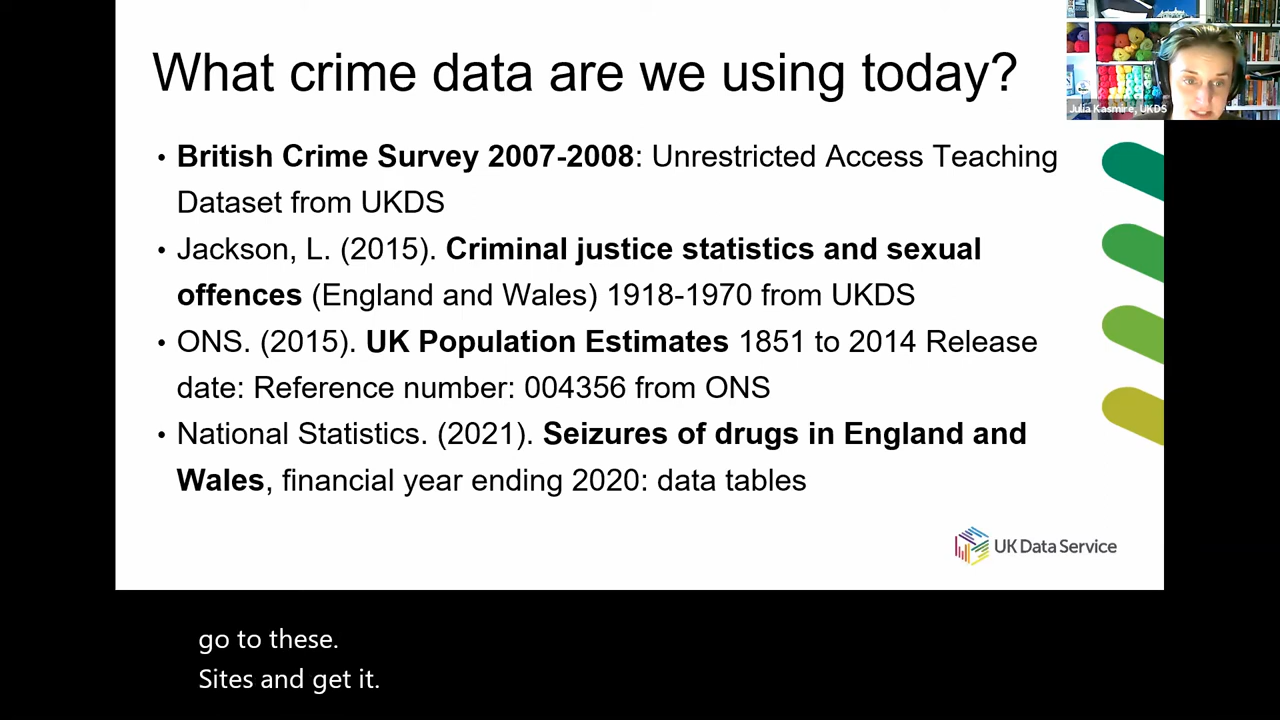 What crime data are we using today?
Julia Kasmire, UKDS
• British Crime Survey 2007-2008: Unrestricted Access Teaching
Dataset from UKDS
• Jackson, L. (2015). Criminal justice statistics and sexual
offences (England and Wales) 1918-1970 from UKDS
• ONS. (2015). UK Population Estimates 1851 to 2014 Release
date: Reference number: 004356 from ONS
• National Statistics. (2021). Seizures of drugs in England and
Wales, financial year ending 2020: data tables
UK Data Service
go to these.
Sites and get it.